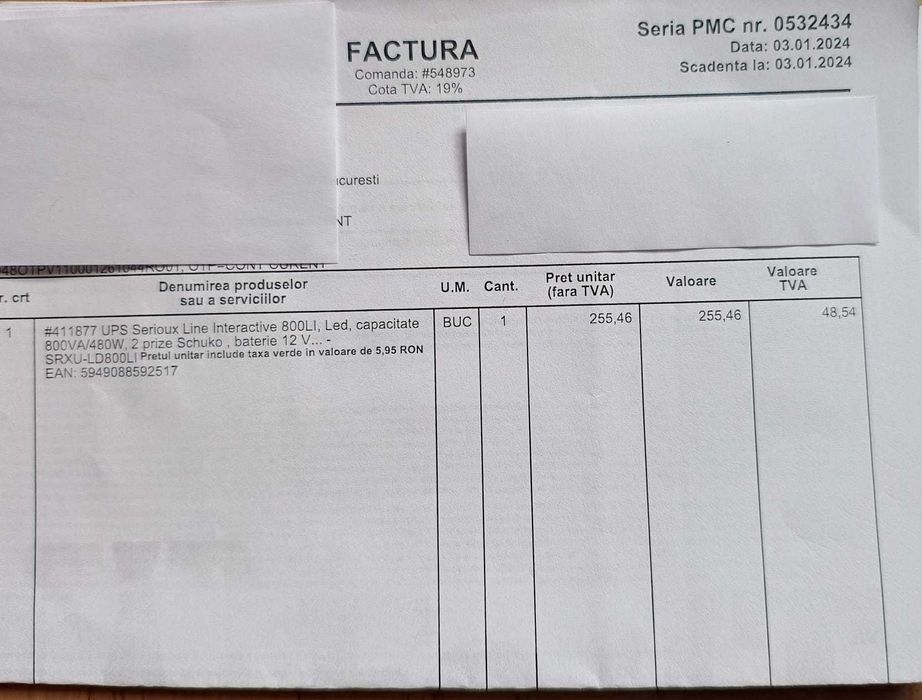 FACTURA
Comanda: #548973
Cota TVA: 19%
Seria PMC nr. 0532434
Data: 03.01.2024
Scadenta la: 03.01.2024
curesti
NT
r. crt
Denumirea produselor
sau a serviciilor
U.M.
Cant.
Pret unitar
(fara TVA)
Valoare
Valoare
TVA
1
#411877 UPS Serioux Line Interactive 800LI, Led, capacitate
800VA/480W, 2 prize Schuko , baterie 12 V... -
SRXU-LD800LI Pretul unitar include taxa verde in valoare de 5,95 RON
EAN: 5949088592517
BUC
1
255,46
255,46
48,54